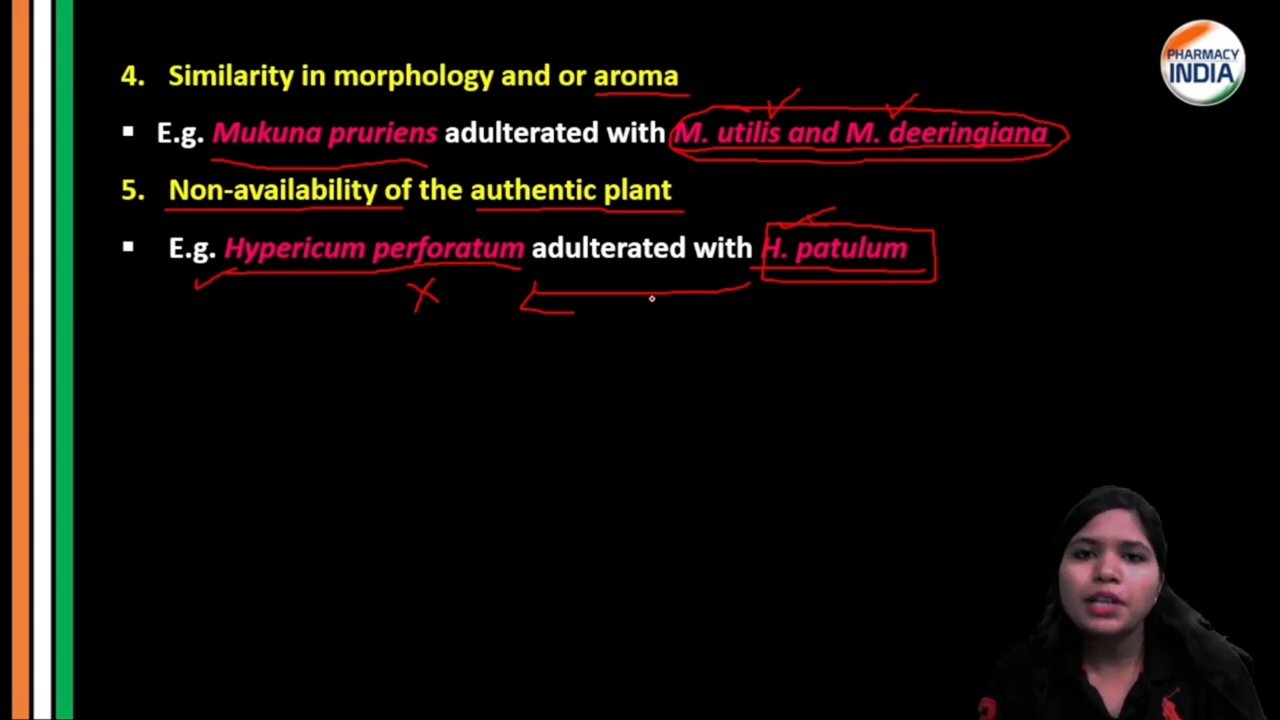 PHARMACY
INDIA
4. Similarity in morphology and or aroma
▪ E.g. Mukuna pruriens adulterated with M. utilis and M. deeringiana
5. Non-availability of the authentic plant
▪ E.g. Hypericum perforatum adulterated with H. patulum